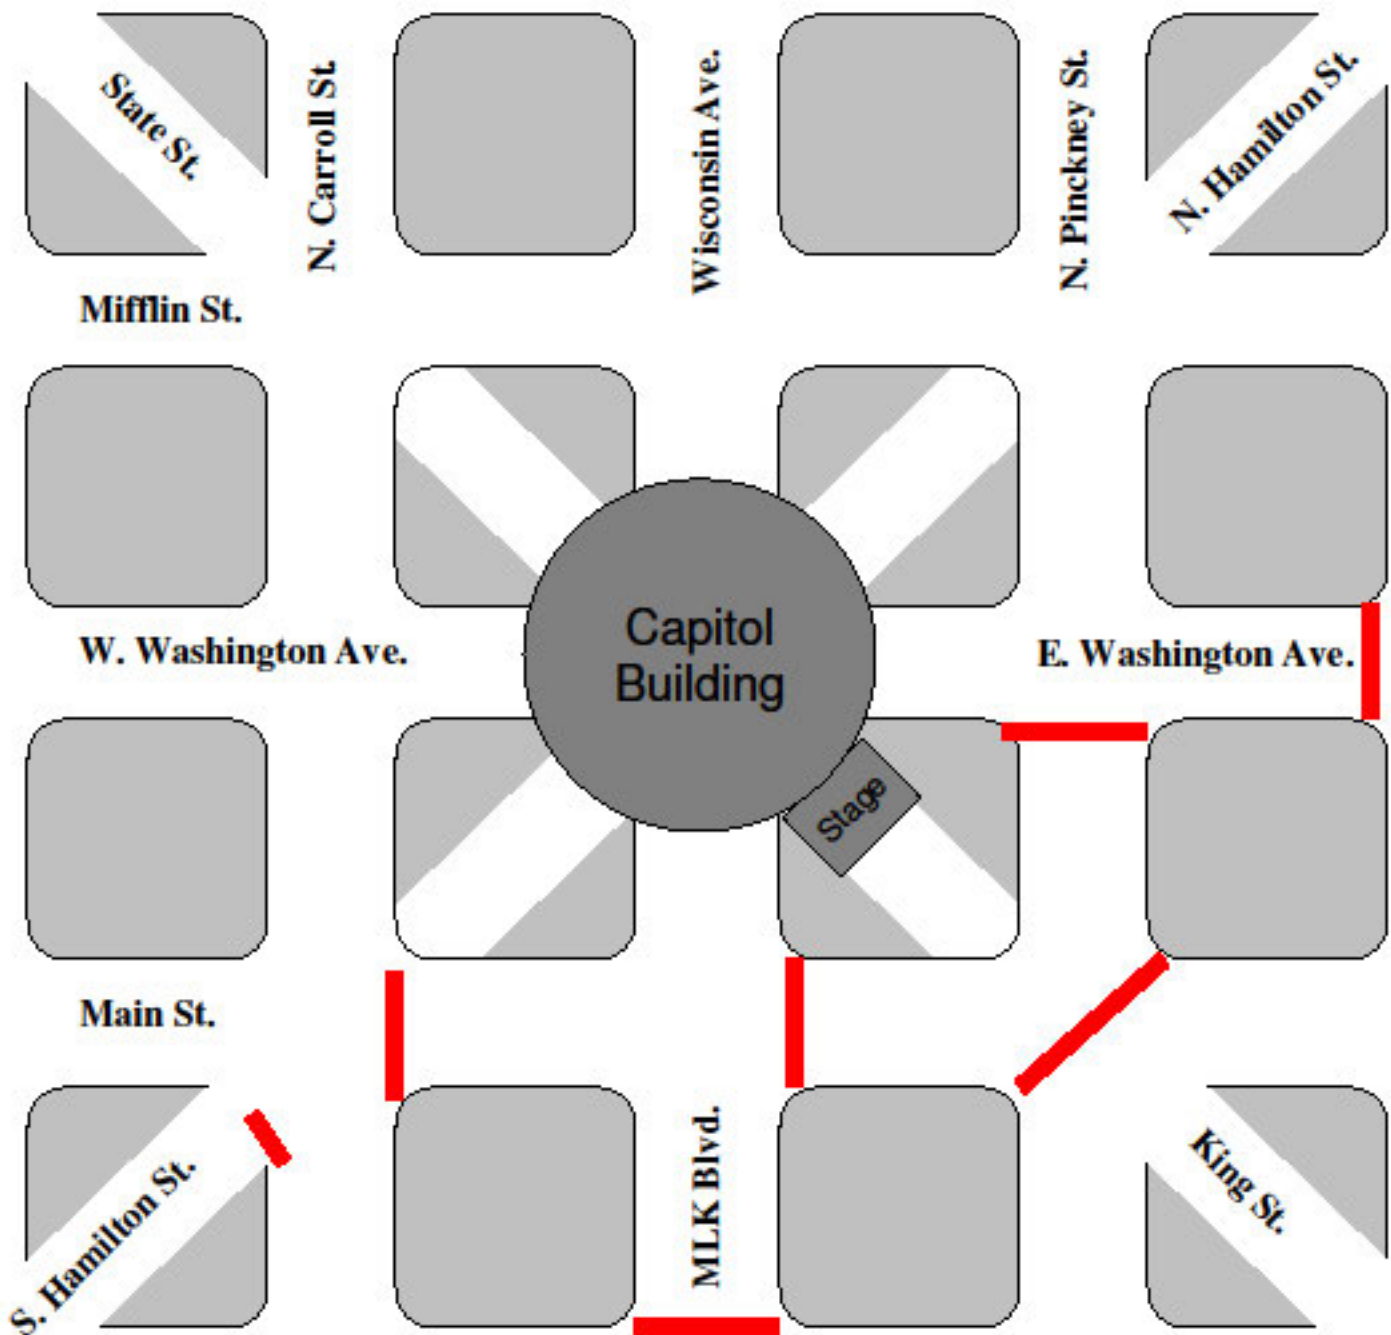 State St.
N. Carroll St.
Wisconsin Ave.
N. Pinckney St.
N. Hamilton St.
Mifflin St.
Capitol
Building
W. Washington Ave.
E. Washington Ave.
Stage
Main St.
S. Hamilton St.
MLK Blvd.
King St.